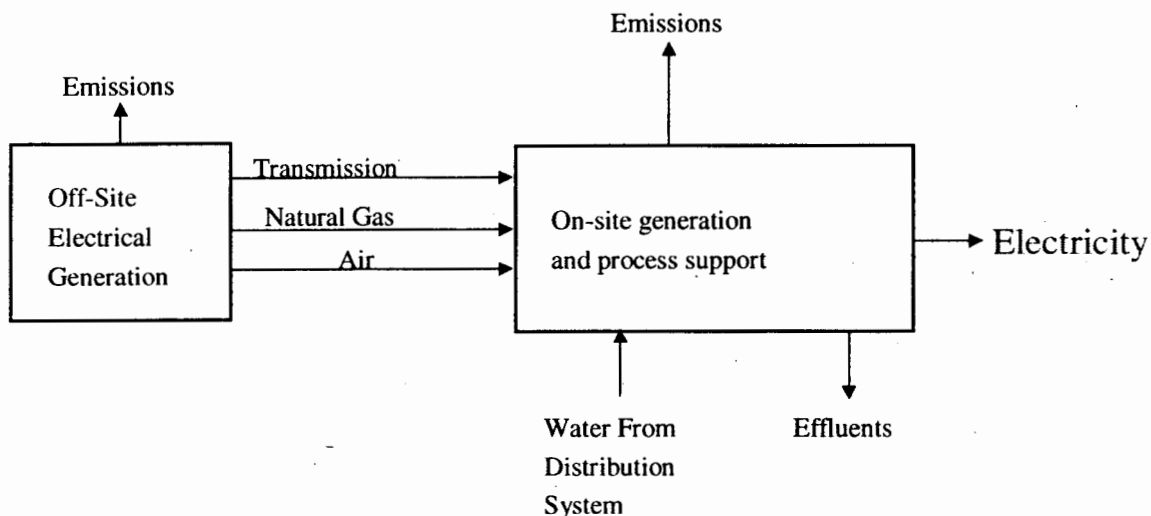 Emissions
Emissions
Off-Site
Electrical
Generation
Transmission
Natural Gas
Air
On-site generation
and process support
Electricity
Water From
Distribution
System
Effluents